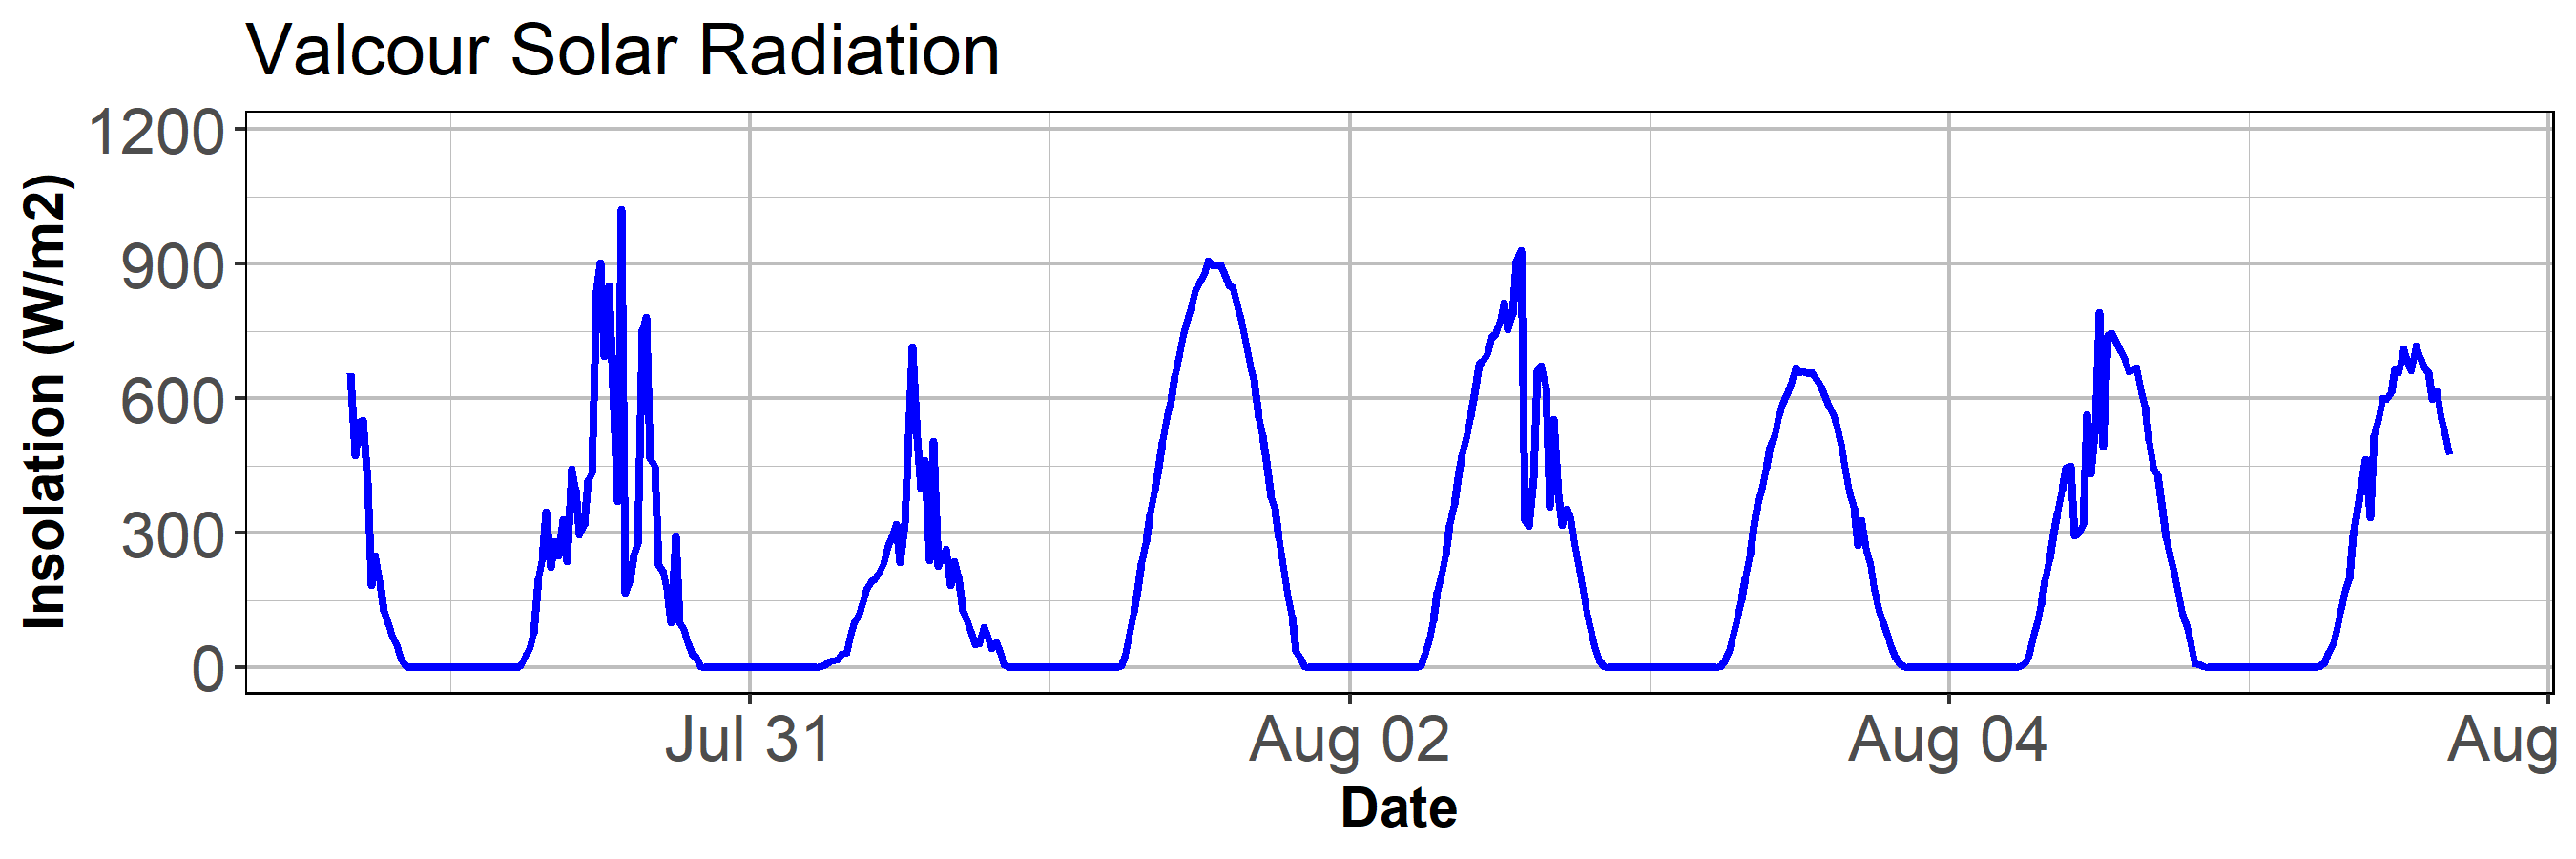 Valcour Solar Radiation
1200
900
600
300
0
Insolation (W/m2)
Jul 31 Aug 02 Aug 04 Aug
Date